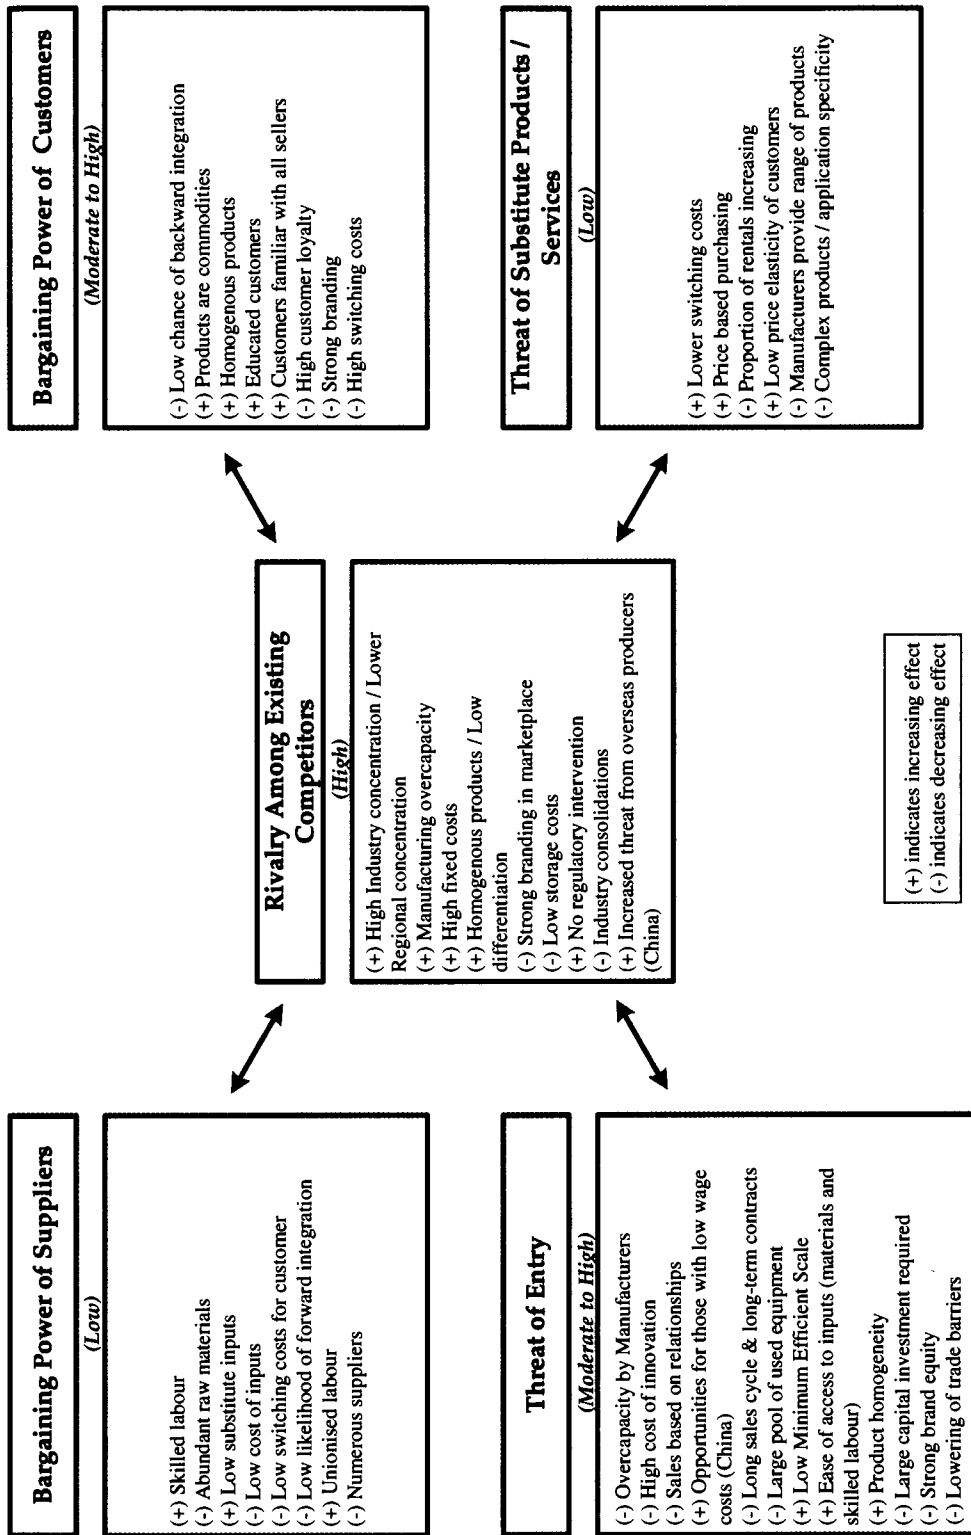 Bargaining Power of Suppliers
(Low)
(+) Skilled labour
(-) Abundant raw materials
(+) Low substitute inputs
(-) Low cost of inputs
(-) Low switching costs for customer
(-) Low likelihood of forward integration
(+) Unionised labour
(-) Numerous suppliers
Bargaining Power of Customers
(Moderate to High)
(-) Low chance of backward integration
(+) Products are commodities
(+) Homogenous products
(+) Educated customers
(+) Customers familiar with all sellers
(-) High customer loyalty
(-) Strong branding
(-) High switching costs
Rivalry Among Existing
Competitors
(High)
(+) High Industry concentration / Lower
Regional concentration
(+) Manufacturing overcapacity
(+) High fixed costs
(+) Homogenous products / Low
differentiation
(-) Strong branding in marketplace
(-) Low storage costs
(+) No regulatory intervention
(-) Industry consolidations
(+) Increased threat from overseas producers
(China)
Threat of Entry
(Moderate to High)
(-) Overcapacity by Manufacturers
(-) High cost of innovation
(-) Sales based on relationships
(+) Opportunities for those with low wage
costs (China)
(-) Long sales cycle & long-term contracts
(-) Large pool of used equipment
(+) Low Minimum Efficient Scale
(+) Ease of access to inputs (materials and
skilled labour)
(+) Product homogeneity
(-) Large capital investment required
(-) Strong brand equity
(-) Lowering of trade barriers
Threat of Substitute Products /
Services
(Low)
(+) Lower switching costs
(+) Price based purchasing
(-) Proportion of rentals increasing
(+) Low price elasticity of customers
(-) Manufacturers provide range of products
(-) Complex products / application specificity
(+) indicates increasing effect
(-) indicates decreasing effect